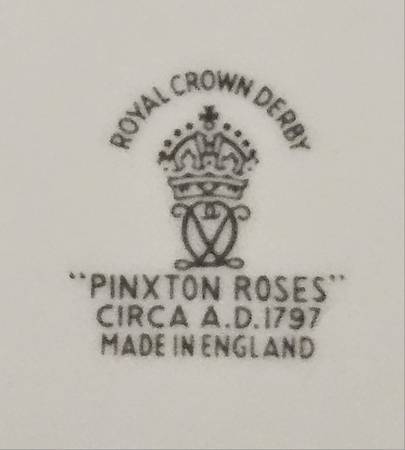 ROYAL CROWN DERBY
"PINXTON ROSES"
CIRCA A.D.1797
MADE IN ENGLAND